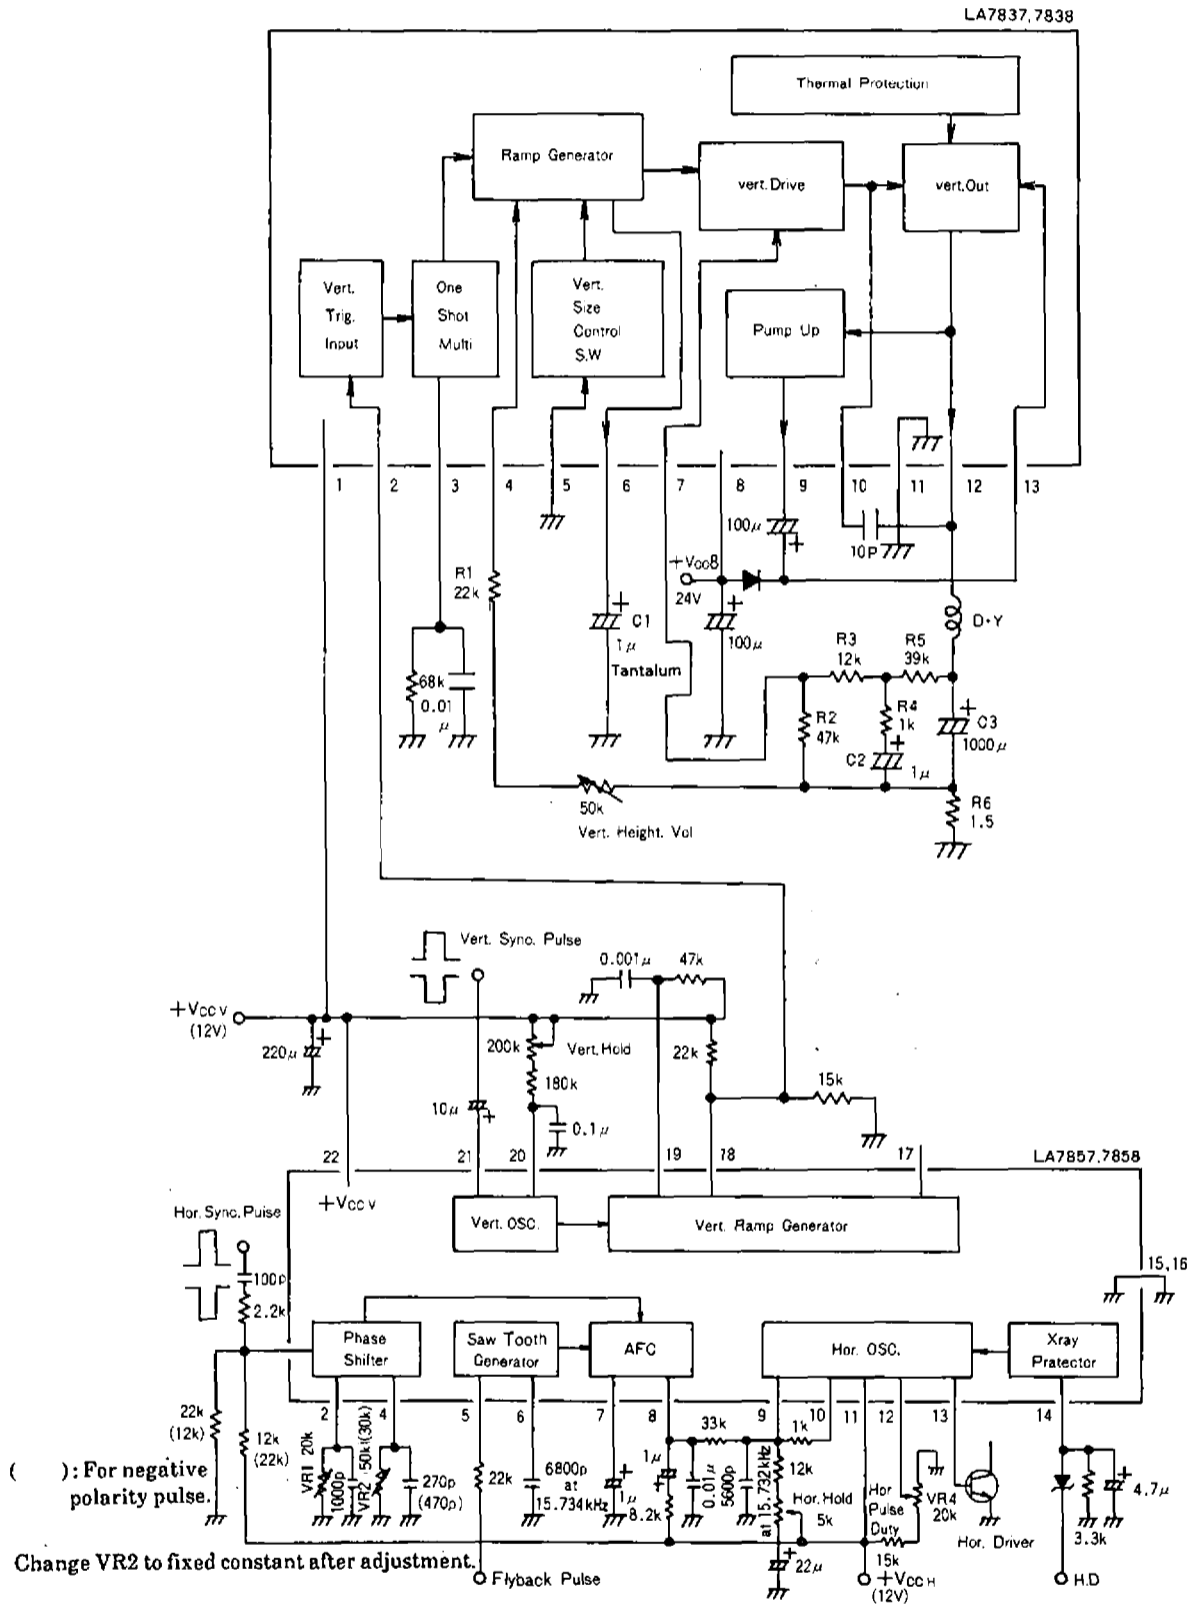 LA7837,7838
Thermal Protection
Ramp Generator
vert.Drive
vert.Out
Vert.
Trig.
Input
One
Shot
Multi
Vert.
Size
Control
S.W
Pump Up
1
2
3
4
5
6
7
8
9
10
11
12
13
100μ
10P
+Vcc8
24V
R1
22k
C1
1μ
Tantalum
100μ
D·Y
R3
12k
R5
39k
68k
0.01
μ
R2
47k
R4
1k
C2
1μ
C3
1000μ
50k
Vert. Height. Vol
R6
1.5
Vert. Sync. Pulse
0.001μ
47k
+Vcc v
(12V)
220μ
200k
Vert.Hold
22k
180k
15k
10μ
0.1μ
22
21
20
19
18
17
LA7857,7858
+Vcc v
Hor. Sync. Pulse
Vert. OSC.
Vert. Ramp Generator
15,16
100p
2.2k
Phase
Shifter
Saw Tooth
Generator
AFC
Hor. OSC.
Xray
Pratector
2
4
5
6
7
8
9
10
11
12
13
14
22k
(12k)
12k
(22k)
VR1 20k
1000p
VR2 50k(30k)
270p
(470p)
22k
6800p
at
15.734kHz
1μ
1μ
8.2k
33k
0.01μ
5600p
at 15.732kHz
1k
12k
Hor. Hold
5k
22μ
Hor
Pulse
Duty
15k
VR4
20k
Hor. Driver
3.3k
4.7μ
( ): For negative
polarity pulse.
Change VR2 to fixed constant after adjustment.
Flyback Pulse
+Vcc H
(12V)
H.D